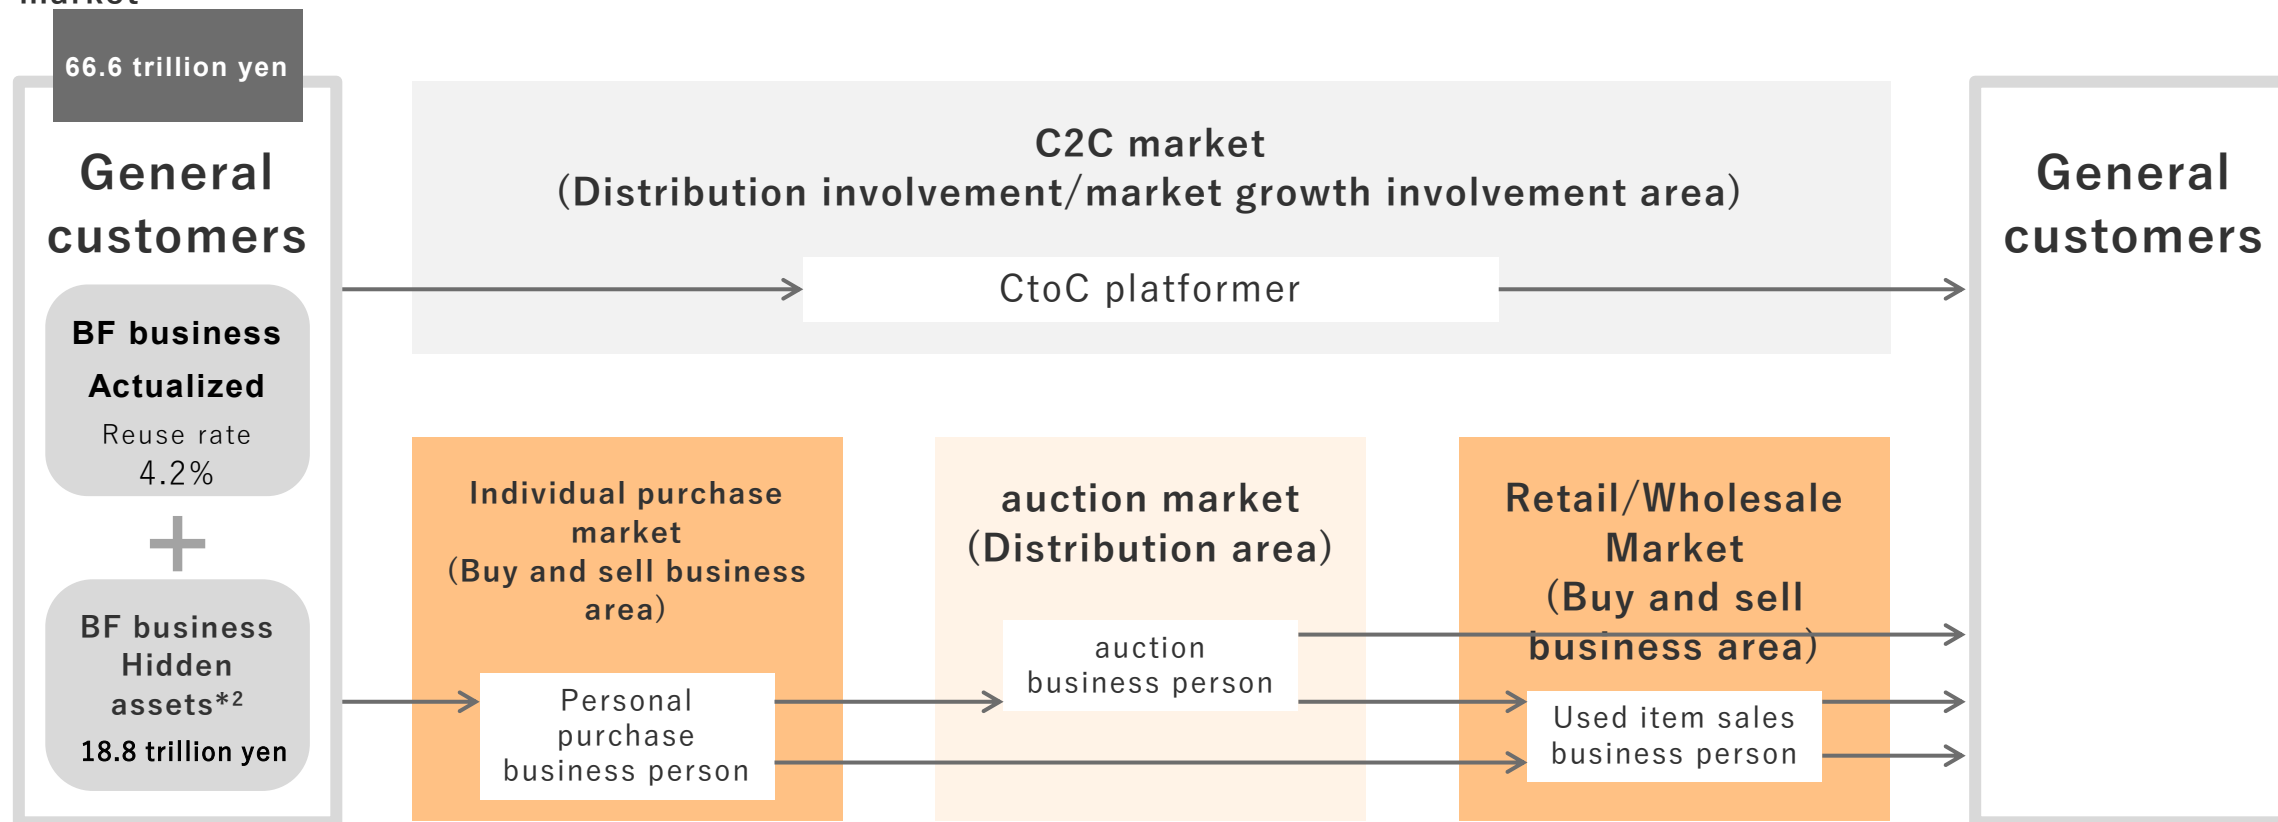 market
66.6 trillion yen
General
customers
BF business
Actualized
Reuse rate
4.2%
+
BF business
Hidden
assets*2
18.8 trillion yen
C2C market
(Distribution involvement/market growth involvement area)
CtoC platformer
Individual purchase
market
(Buy and sell business
area)
Personal
purchase
business person
auction market
(Distribution area)
auction
business person
Retail/Wholesale
Market
(Buy and sell
business area)
Used item sales
business person
General
customers